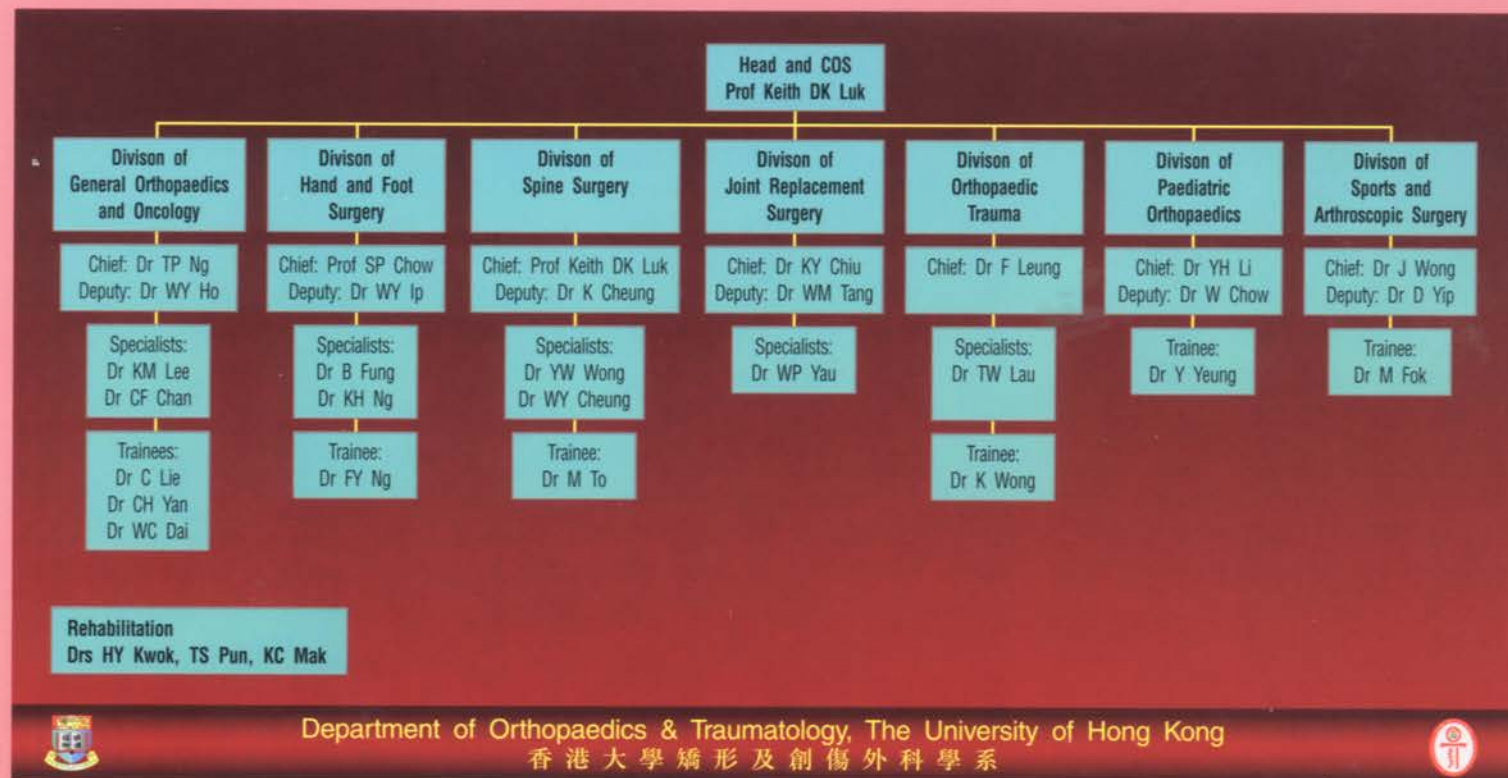 Head and COS
Prof Keith DK Luk
Divison of
General Orthopaedics
and Oncology
Chief: Dr TP Ng
Deputy: Dr WY Ho
Specialists:
Dr KM Lee
Dr CF Chan
Trainees:
Dr C Lie
Dr CH Yan
Dr WC Dai
Divison of
Hand and Foot
Surgery
Chief: Prof SP Chow
Deputy: Dr WY Ip
Specialists:
Dr B Fung
Dr KH Ng
Trainee:
Dr FY Ng
Divison of
Spine Surgery
Chief: Prof Keith DK Luk
Deputy: Dr K Cheung
Specialists:
Dr YW Wong
Dr WY Cheung
Trainee:
Dr M To
Divison of
Joint Replacement
Surgery
Chief: Dr KY Chiu
Deputy: Dr WM Tang
Specialists:
Dr WP Yau
Divison of
Orthopaedic
Trauma
Chief: Dr F Leung
Specialists:
Dr TW Lau
Trainee:
Dr K Wong
Divison of
Paediatric
Orthopaedics
Chief: Dr YH Li
Deputy: Dr W Chow
Trainee:
Dr Y Yeung
Divison of
Sports and
Arthroscopic Surgery
Chief: Dr J Wong
Deputy: Dr D Yip
Trainee:
Dr M Fok
Rehabilitation
Drs HY Kwok, TS Pun, KC Mak
Department of Orthopaedics & Traumatology, The University of Hong Kong
香港大學矯形及創傷外科學系